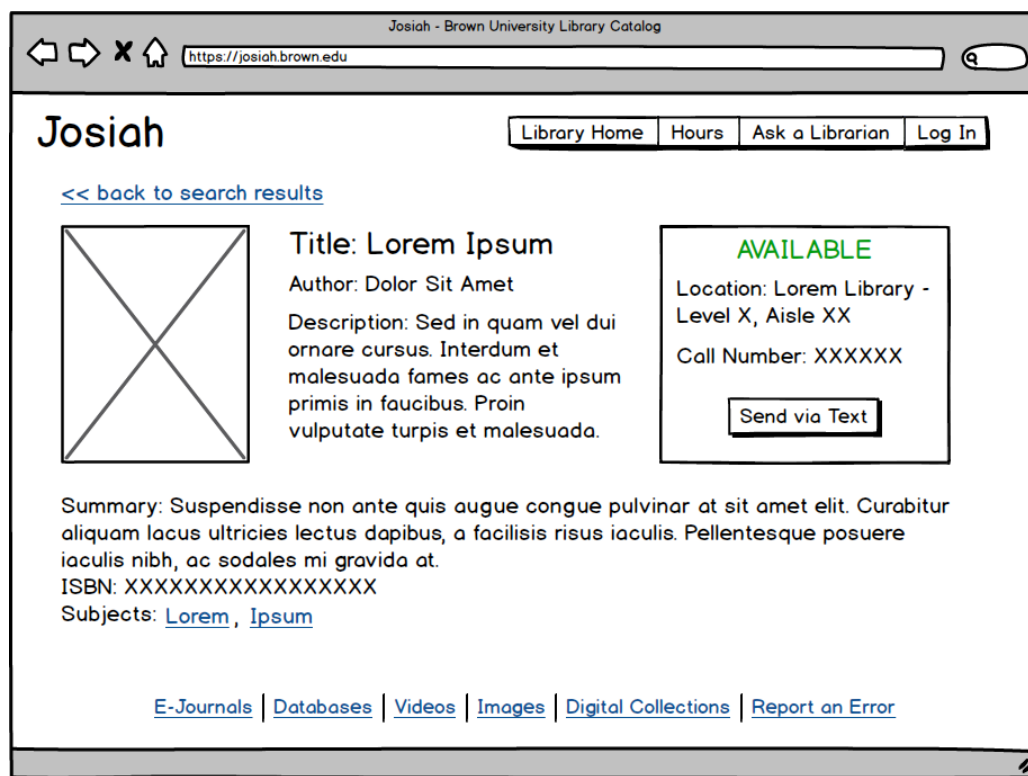 Josiah - Brown University Library Catalog
https://josiah.brown.edu
Josiah
Library Home Hours Ask a Librarian Log In
<< back to search results
Title: Lorem Ipsum
Author: Dolor Sit Amet
Description: Sed in quam vel dui
ornare cursus. Interdum et
malesuada fames ac ante ipsum
primis in faucibus. Proin
vulputate turpis et malesuada.
AVAILABLE
Location: Lorem Library -
Level X, Aisle XX
Call Number: XXXXXX
Send via Text
Summary: Suspendisse non ante quis augue congue pulvinar at sit amet elit. Curabitur
aliquam lacus ultricies lectus dapibus, a facilisis risus iaculis. Pellentesque posuere
iaculis nibh, ac sodales mi gravida at.
ISBN: XXXXXXXXXXXXXXXXX
Subjects: Lorem, Ipsum
E-Journals | Databases | Videos | Images | Digital Collections | Report an Error